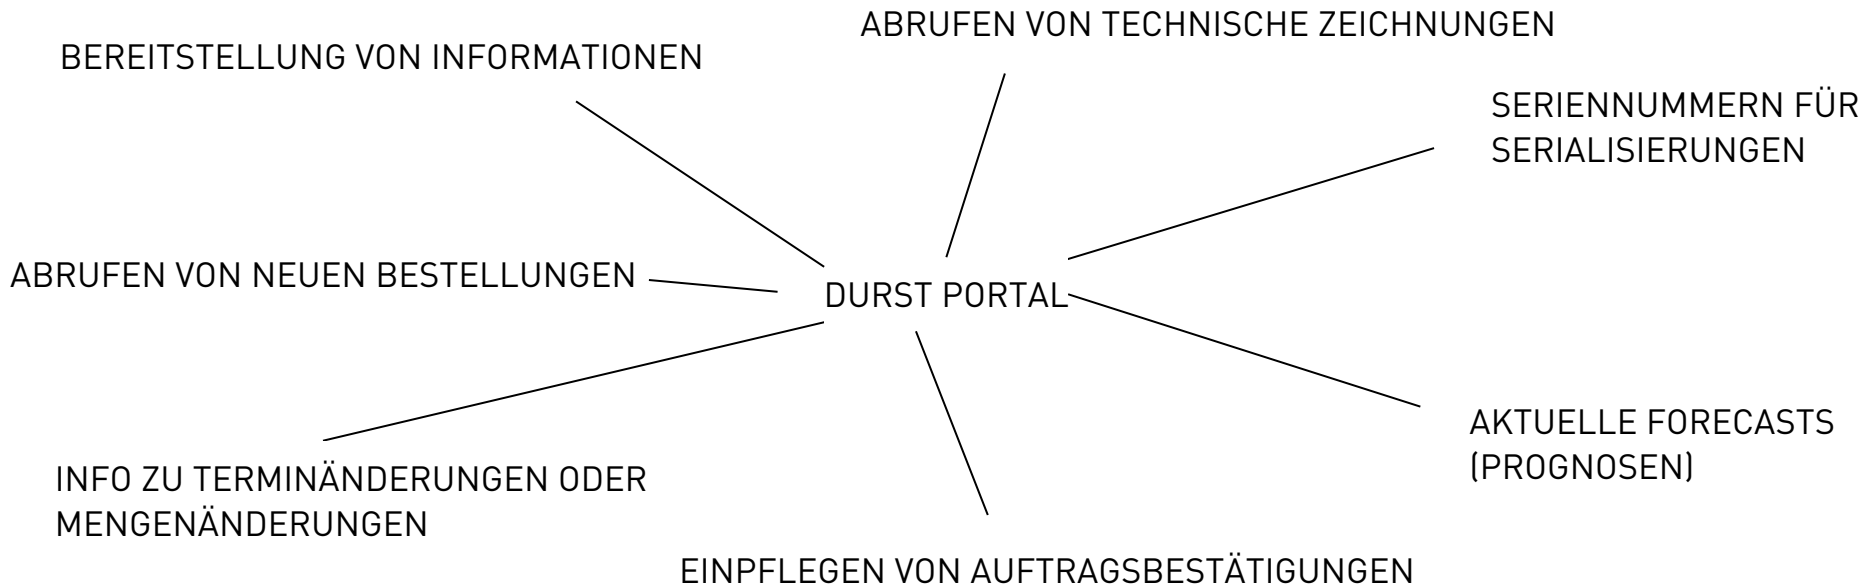 ABRUFEN VON TECHNISCHE ZEICHNUNGEN
BEREITSTELLUNG VON INFORMATIONEN
SERIENNUMMERN FÜR
SERIALISIERUNGEN
ABRUFEN VON NEUEN BESTELLUNGEN
DURST PORTAL
AKTUELLE FORECASTS
(PROGNOSEN)
INFO ZU TERMINÄNDERUNGEN ODER
MENGENÄNDERUNGEN
EINPFLEGEN VON AUFTRAGSBESTÄTIGUNGEN